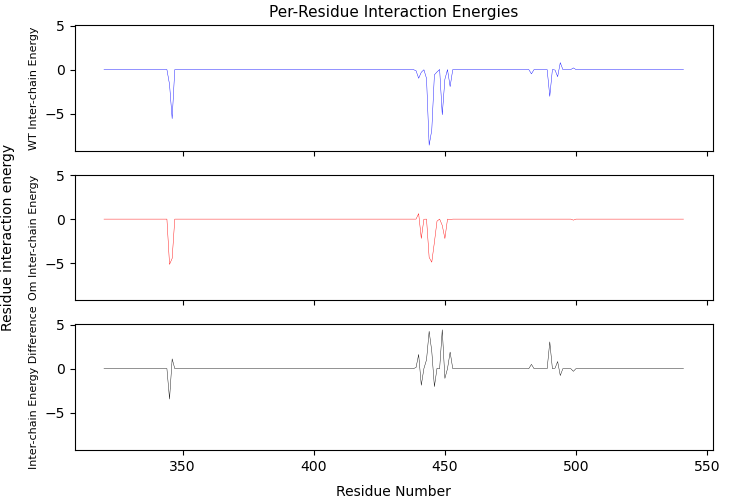 Per-Residue Interaction Energies
Residue interaction energy
WT Inter-chain Energy
5
0
−5
Om Inter-chain Energy
5
0
−5
Inter-chain Energy Difference
5
0
−5
350
400
450
500
550
Residue Number